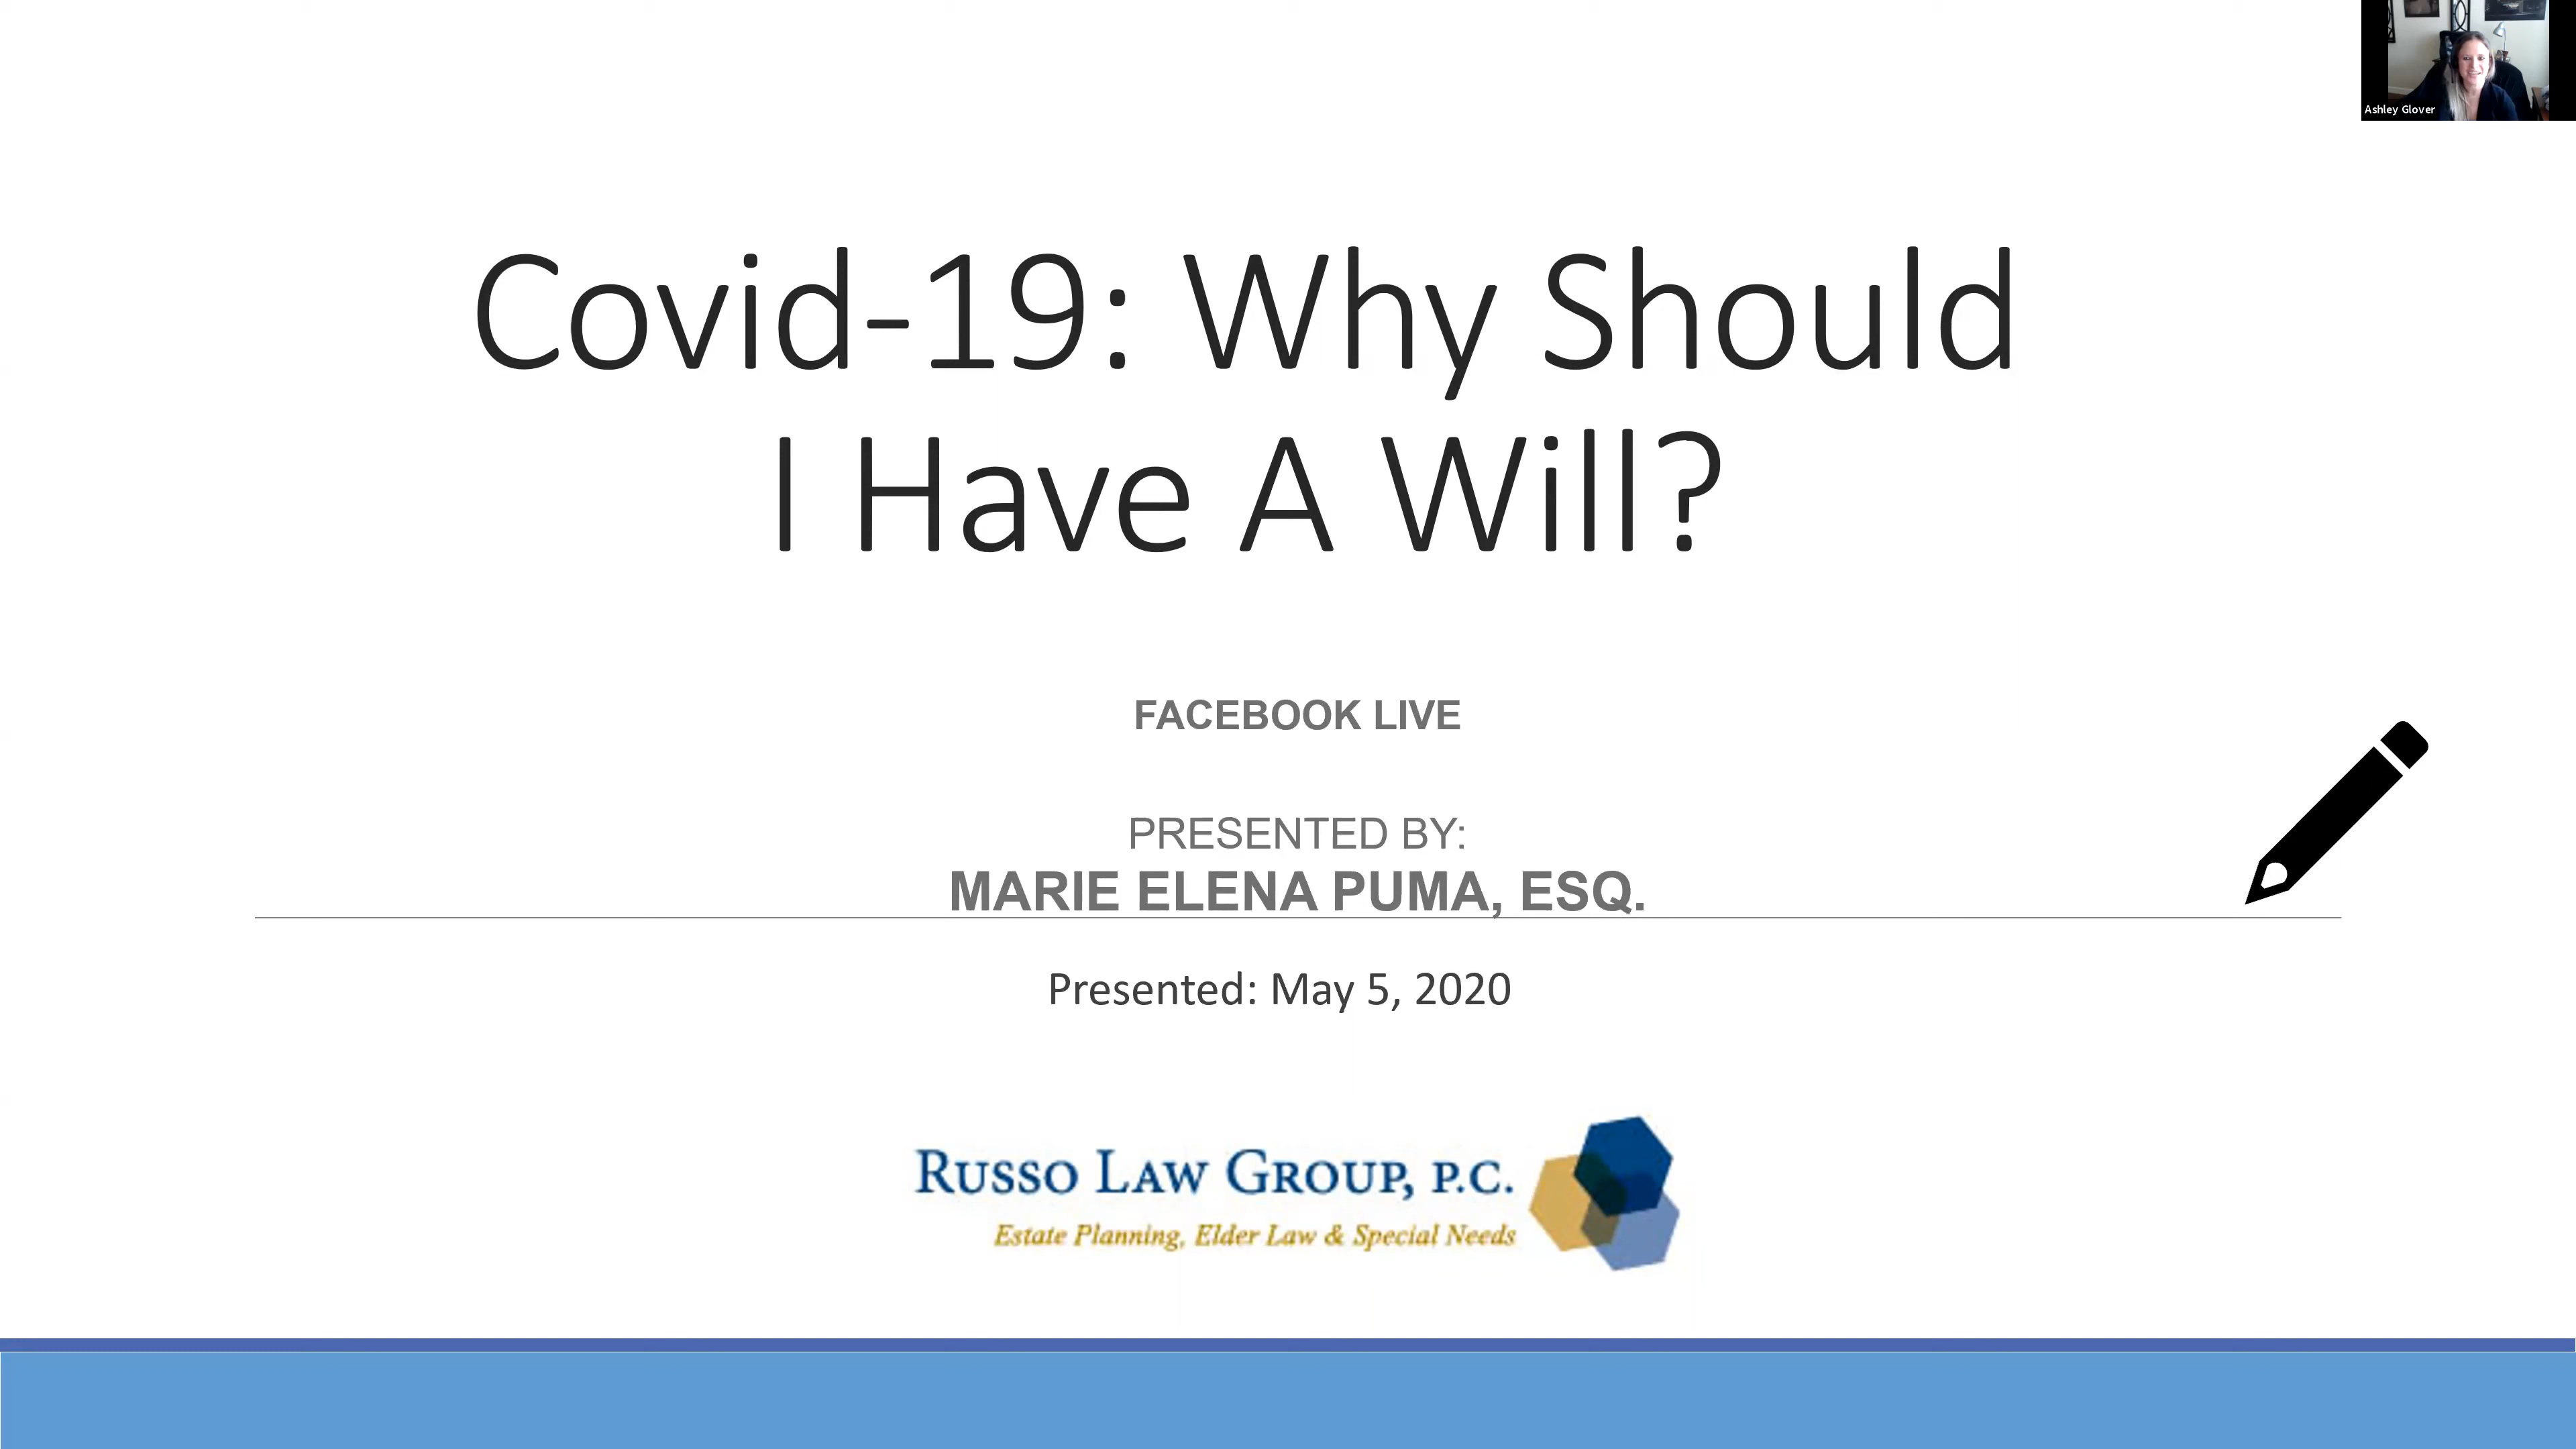 Ashley Glover
Covid-19: Why Should
I Have A Will?
FACEBOOK LIVE
PRESENTED BY:
MARIE ELENA PUMA, ESQ.
Presented: May 5, 2020
RUSSO LAW GROUP, P.C.
Estate Planning, Elder Law & Special Needs